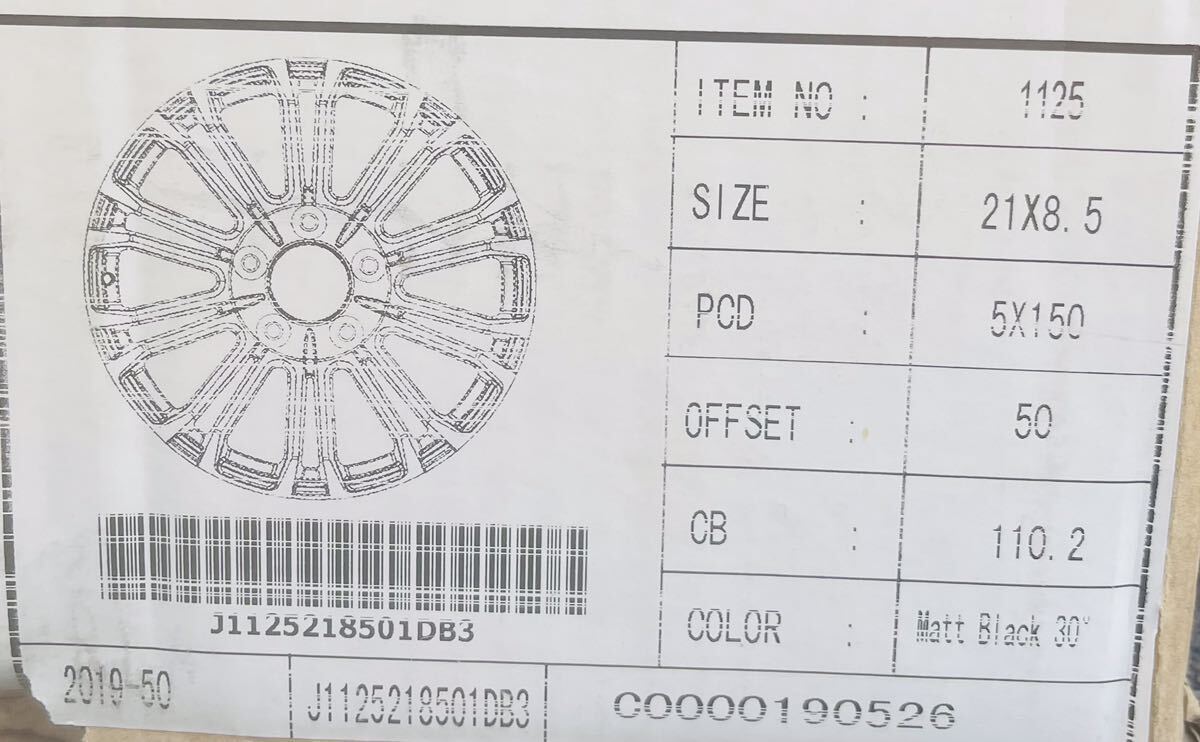 ITEM NO : 1125
SIZE : 21X8.5
PCD : 5X150
OFFSET : 50
CB : 110.2
COLOR : Matt Black 30°
J1125218501DB3
2019-50 J1125218501DB3 C0000190526